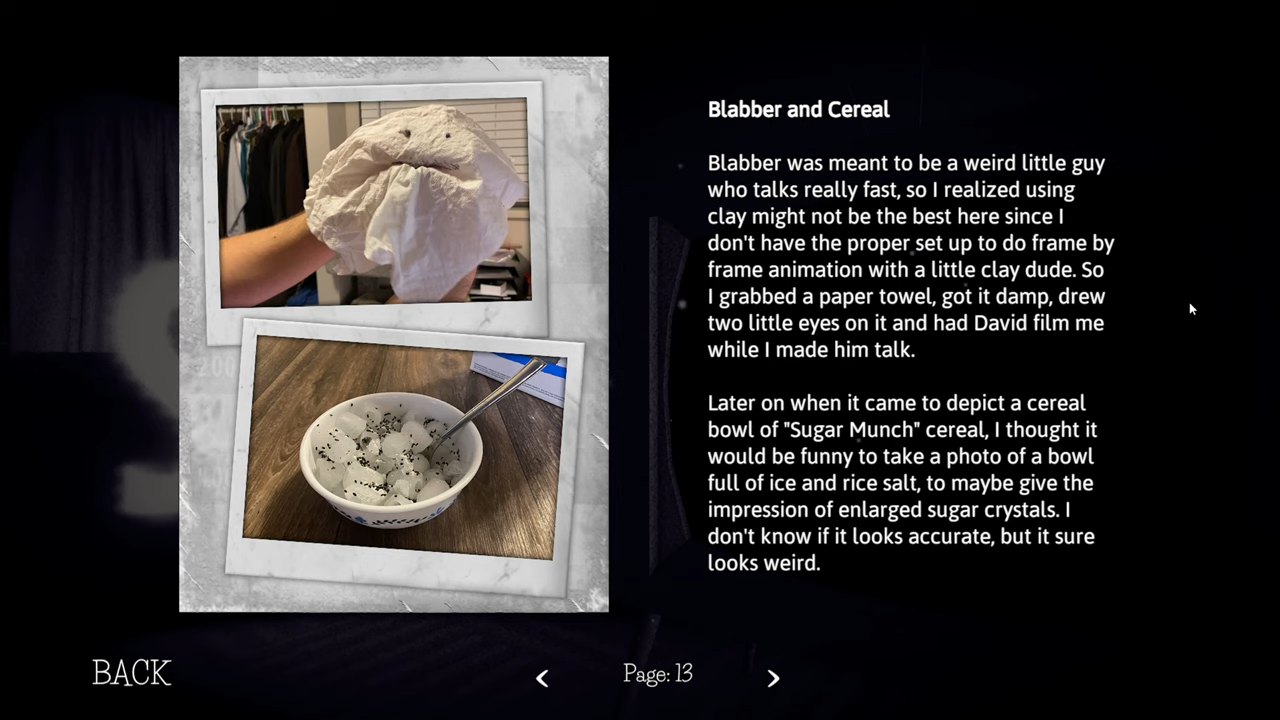 Blabber and Cereal
Blabber was meant to be a weird little guy
who talks really fast, so I realized using
clay might not be the best here since I
don't have the proper set up to do frame by
frame animation with a little clay dude. So
I grabbed a paper towel, got it damp, drew
two little eyes on it and had David film me
while I made him talk.
Later on when it came to depict a cereal
bowl of "Sugar Munch" cereal, I thought it
would be funny to take a photo of a bowl
full of ice and rice salt, to maybe give the
impression of enlarged sugar crystals. I
don't know if it looks accurate, but it sure
looks weird.
BACK
< Page: 13 >